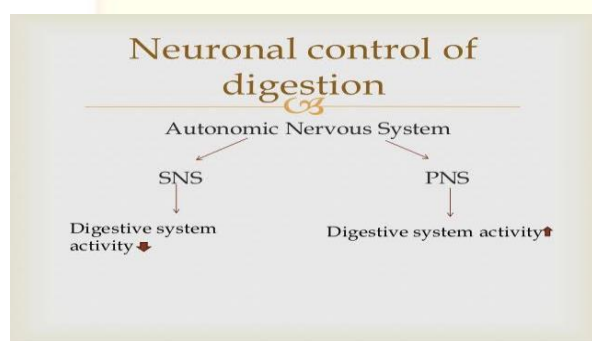 Neuronal control of
digestion
Autonomic Nervous System
SNS
PNS
Digestive system
activity
Digestive system activity